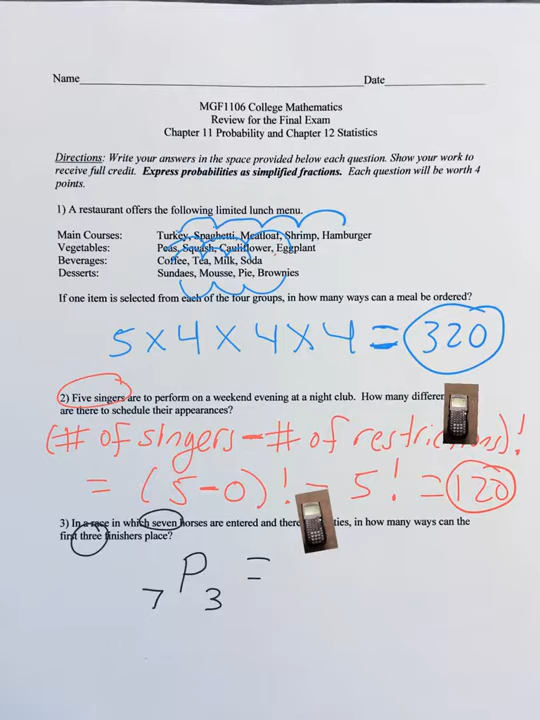 Name Date
MGF1106 College Mathematics
Review for the Final Exam
Chapter 11 Probability and Chapter 12 Statistics
Directions: Write your answers in the space provided below each question. Show your work to
receive full credit. Express probabilities as simplified fractions. Each question will be worth 4
points.
1) A restaurant offers the following limited lunch menu.
Main Courses: Turkey, Spaghetti, Meatloaf, Shrimp, Hamburger
Vegetables: Peas, Squash, Cauliflower, Eggplant
Beverages: Coffee, Tea, Milk, Soda
Desserts: Sundaes, Mousse, Pie, Brownies
If one item is selected from each of the four groups, in how many ways can a meal be ordered?
5 × 4 × 4 × 4 = 320
2) Five singers are to perform on a weekend evening at a night club. How many differen
are there to schedule their appearances?
(# of singers - # of restrictions)!
= (5-0)! = 5! = 120
3) In a race in which seven horses are entered and there ties, in how many ways can the
first three finishers place?
7 P 3 =